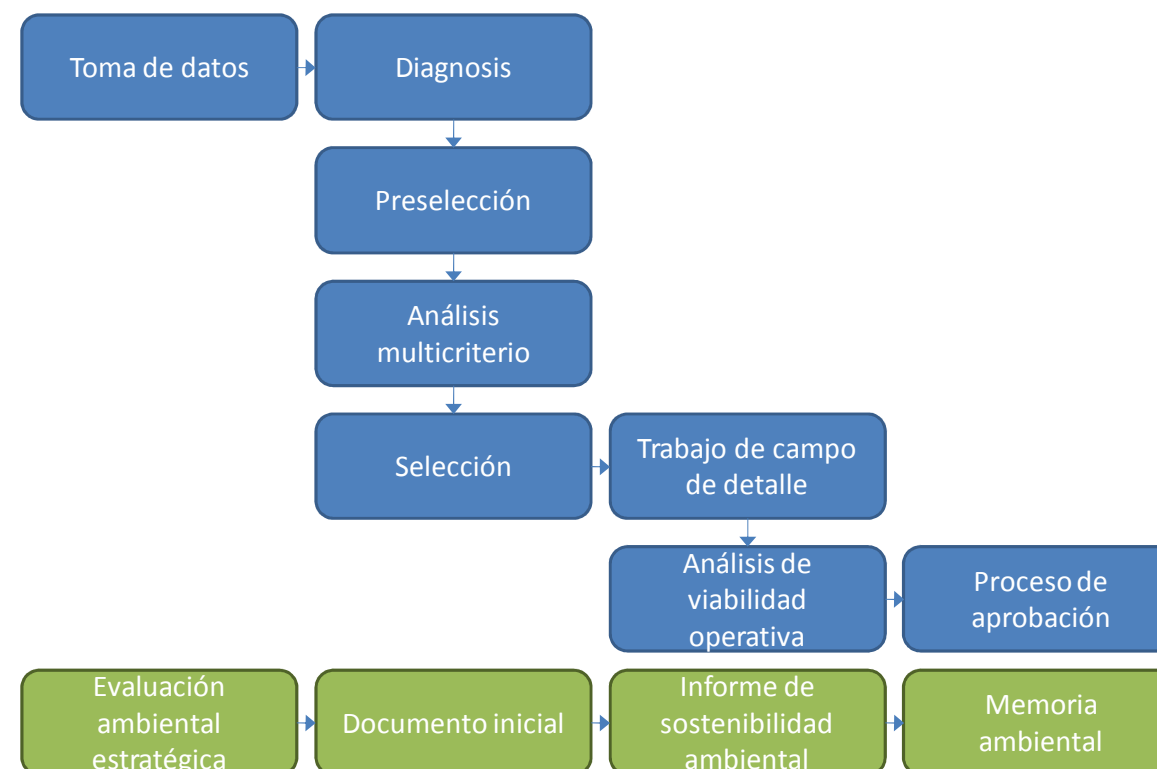 Toma de datos
Diagnosis
Preselección
Análisis
multicriterio
Selección
Trabajo de campo
de detalle
Análisis de
viabilidad
operativa
Proceso de
aprobación
Evaluación
ambiental
estratégica
Documento inicial
Informe de
sostenibilidad
ambiental
Memoria
ambiental